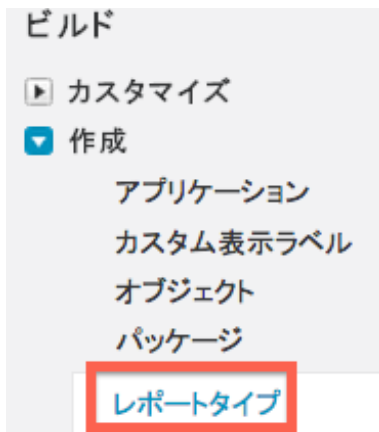 ビルド
カスタマイズ
作成
アプリケーション
カスタム表示ラベル
オブジェクト
パッケージ
レポートタイプ